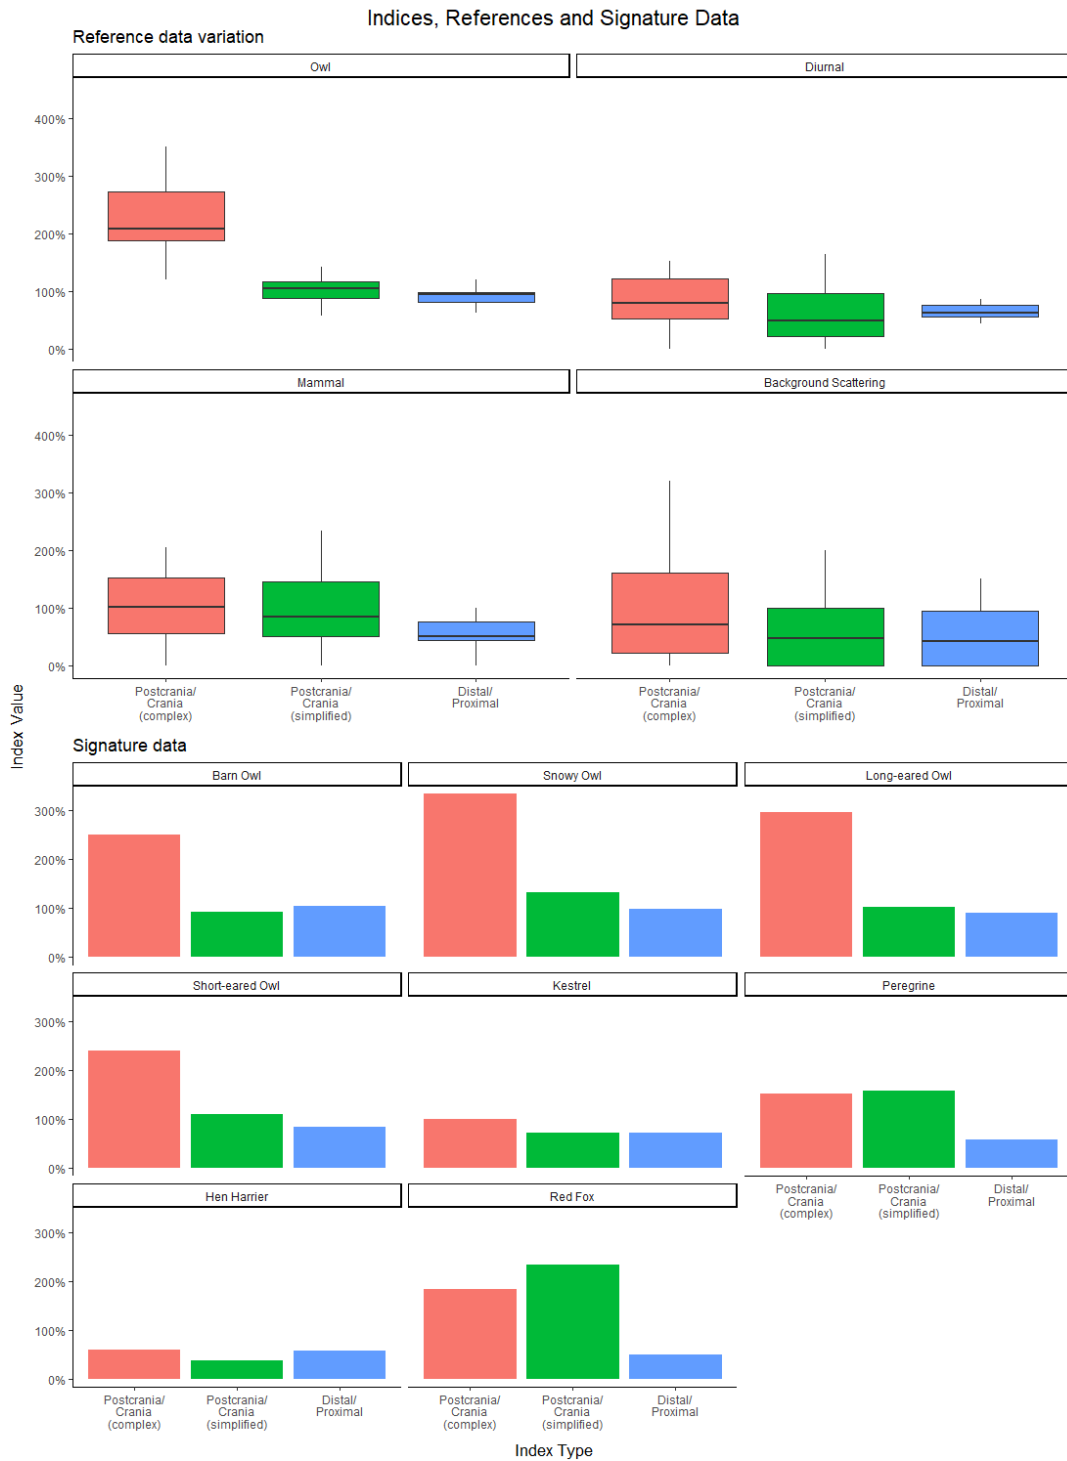 Indices, References and Signature Data
Reference data variation
Owl
Diurnal
400%
300%
200%
100%
0%
Mammal
Background Scattering
400%
300%
200%
100%
0%
Postcrania/
Crania
(complex)
Postcrania/
Crania
(simplified)
Distal/
Proximal
Postcrania/
Crania
(complex)
Postcrania/
Crania
(simplified)
Distal/
Proximal
Index Value
Signature data
Barn Owl
Snowy Owl
Long-eared Owl
300%
200%
100%
0%
Short-eared Owl
Kestrel
Peregrine
300%
200%
100%
0%
Postcrania/
Crania
(complex)
Postcrania/
Crania
(simplified)
Distal/
Proximal
Hen Harrier
Red Fox
300%
200%
100%
0%
Postcrania/
Crania
(complex)
Postcrania/
Crania
(simplified)
Distal/
Proximal
Postcrania/
Crania
(complex)
Postcrania/
Crania
(simplified)
Distal/
Proximal
Index Type